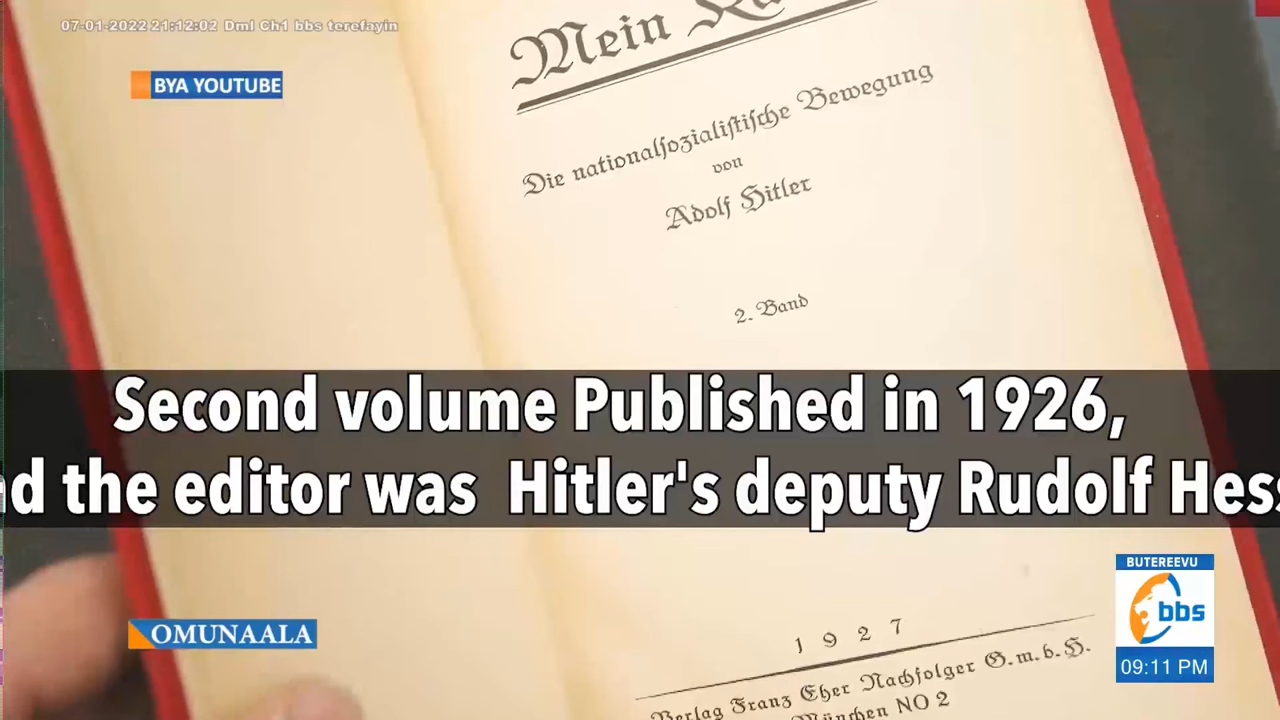 07-01-2022 21:12:02 Dml Ch1 bbs terefayin
BYA YOUTUBE
Mein
Die nationalsozialistische Bewegung
von
Adolf Hitler
2. Band
Second volume Published in 1926,
the editor was Hitler's deputy Rudolf Hess
BUTEREEVU
bbs
09:11 PM
OMUNAALA
1927
Verlag Franz Eher Nachfolger G.m.b.H.
München NO 2